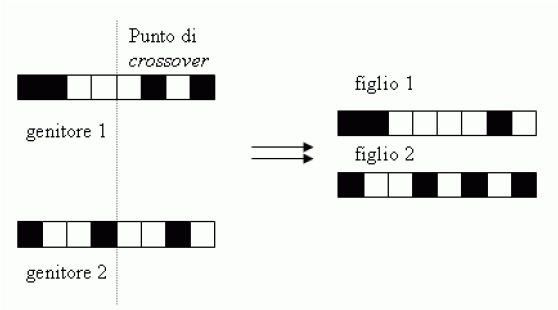 Punto di
crossover
genitore 1
genitore 2
figlio 1
figlio 2